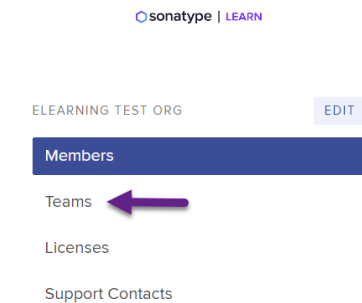 sonatype | LEARN
ELEARNING TEST ORG EDIT
Members
Teams
Licenses
Support Contacts